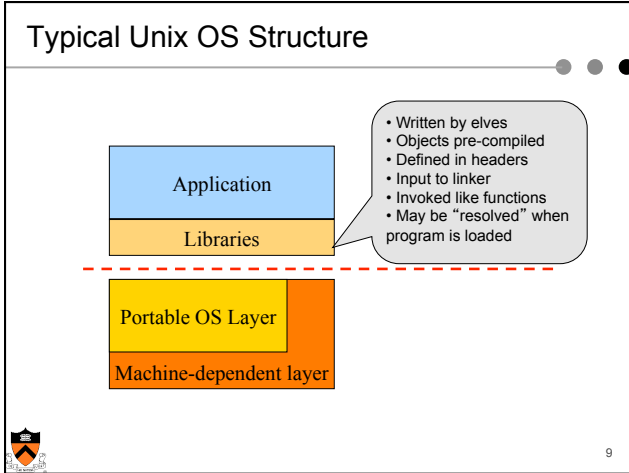 Typical Unix OS Structure
• Written by elves
• Objects pre-compiled
• Defined in headers
• Input to linker
• Invoked like functions
• May be “resolved” when
program is loaded
Application
Libraries
Portable OS Layer
Machine-dependent layer
9